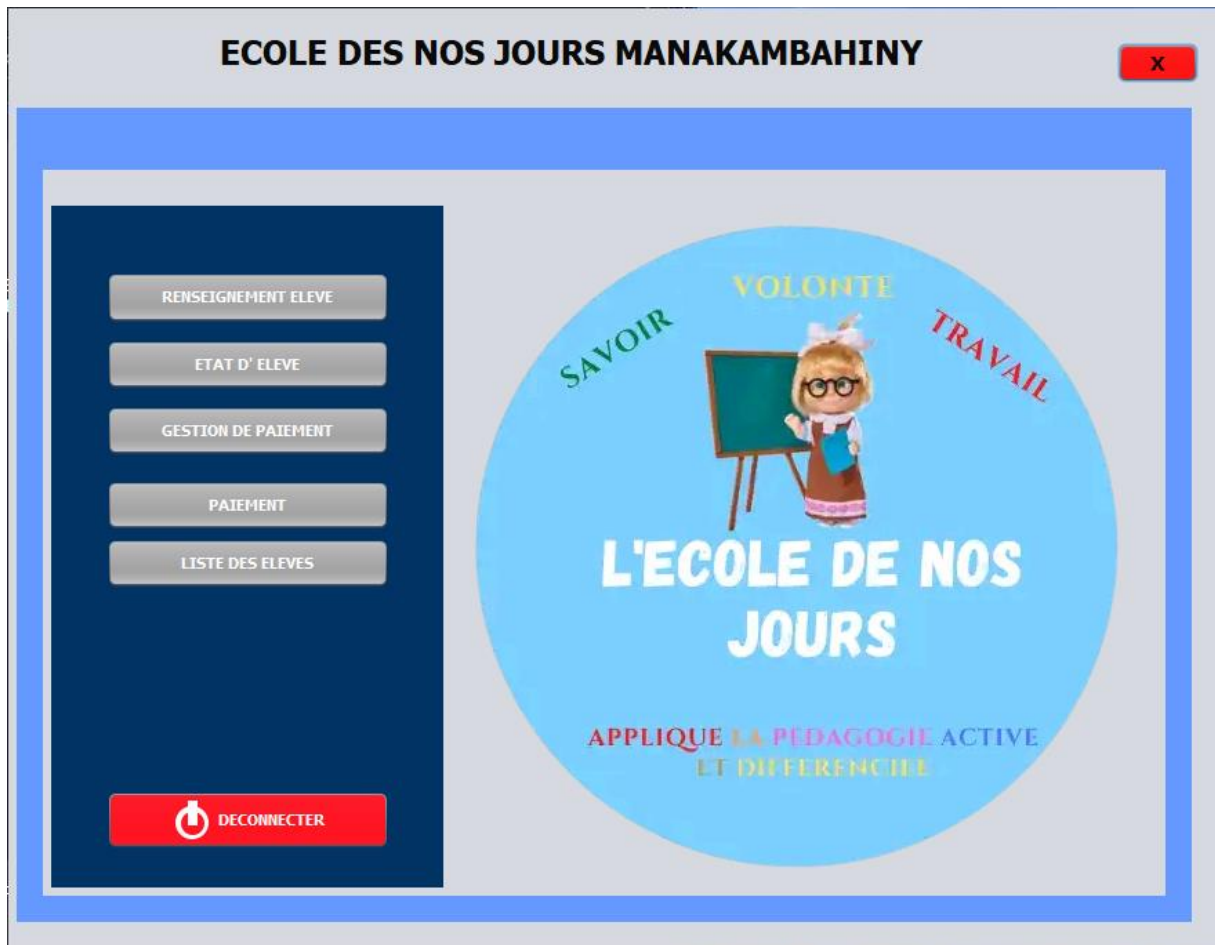 ECOLE DES NOS JOURS MANAKAMBAHINY
X
RENSEIGNEMENT ELEVE
ETAT D' ELEVE
GESTION DE PAIEMENT
PAIEMENT
LISTE DES ELEVES
DECONNECTER
VOLONTE
SAVOIR
TRAVAIL
L'ECOLE DE NOS
JOURS
APPLIQUE LA PEDAGOGIE ACTIVE
ET DIFFERENCIEE